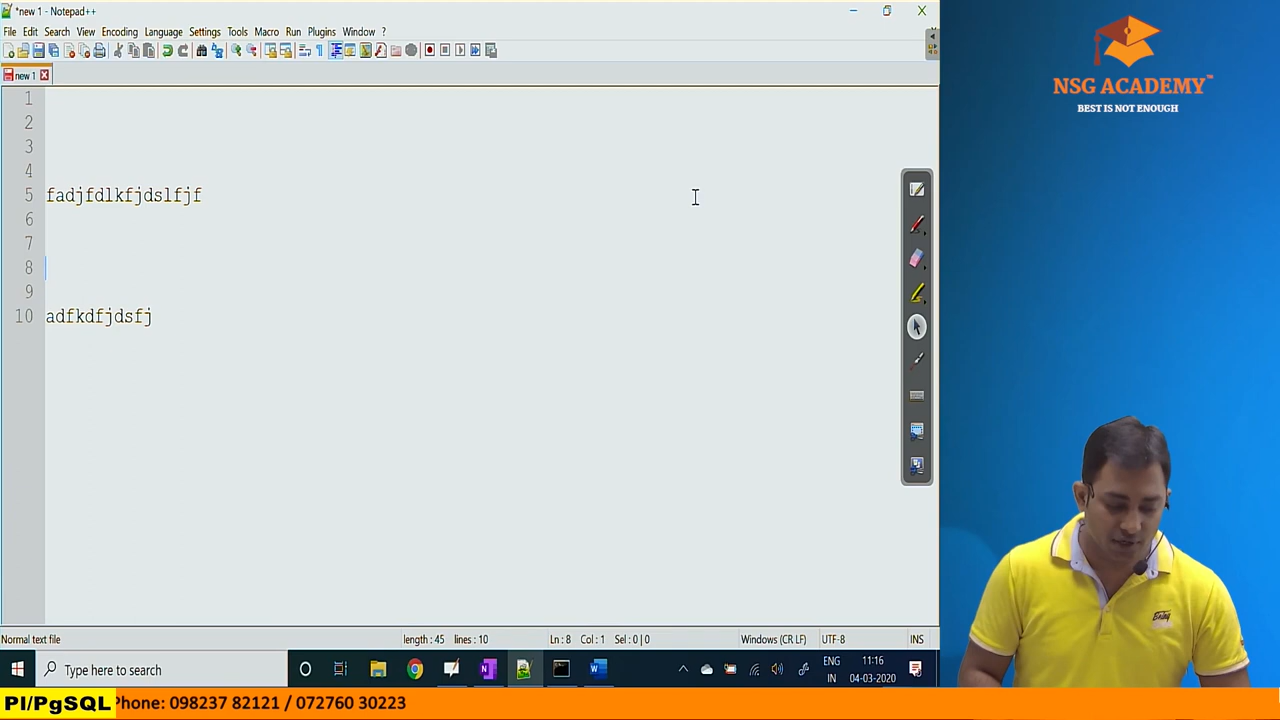 *new 1 - Notepad++
File Edit Search View Encoding Language Settings Tools Macro Run Plugins Window ?
new 1
1
2
3
4
5 fadjfdlkfjdslfjf
6
7
8
9
10 adfkdfjdsfj
Normal text file length : 45 lines : 10 Ln : 8 Col : 1 Sel : 0 | 0 Windows (CR LF) UTF-8 INS
Type here to search
ENG
IN
11:16
04-03-2020
NSG ACADEMY™
BEST IS NOT ENOUGH
Pl/PgSQL
Phone: 098237 82121 / 072760 30223